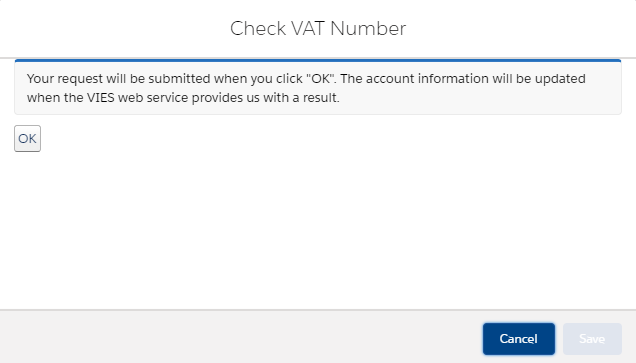 Check VAT Number
Your request will be submitted when you click "OK". The account information will be updated
when the VIES web service provides us with a result.
OK
Cancel
Save